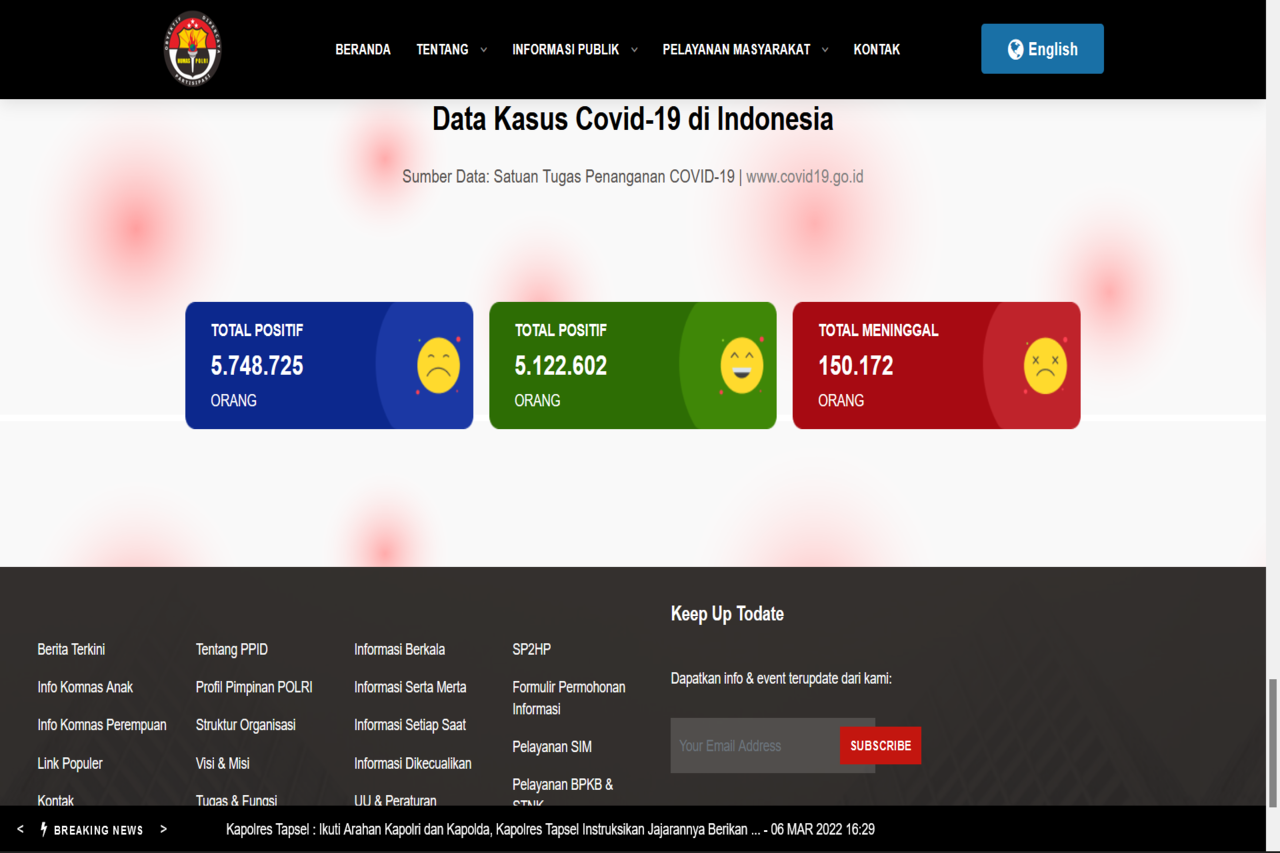 HUMAS POLRI
PARTISIPASI
BERANDA
TENTANG
INFORMASI PUBLIK
PELAYANAN MASYARAKAT
KONTAK
English
Data Kasus Covid-19 di Indonesia
Sumber Data: Satuan Tugas Penanganan COVID-19 | www.covid19.go.id
TOTAL POSITIF
5.748.725
ORANG
TOTAL POSITIF
5.122.602
ORANG
TOTAL MENINGGAL
150.172
ORANG
Berita Terkini
Info Komnas Anak
Info Komnas Perempuan
Link Populer
Kontak
Tentang PPID
Profil Pimpinan POLRI
Struktur Organisasi
Visi & Misi
Tugas & Fungsi
Informasi Berkala
Informasi Serta Merta
Informasi Setiap Saat
Informasi Dikecualikan
UU & Peraturan
SP2HP
Formulir Permohonan
Informasi
Pelayanan SIM
Pelayanan BPKB &
STNK
Keep Up Todate
Dapatkan info & event terupdate dari kami:
Your Email Address
SUBSCRIBE
< BREAKING NEWS >
Kapolres Tapsel : Ikuti Arahan Kapolri dan Kapolda, Kapolres Tapsel Instruksikan Jajarannya Berikan ... - 06 MAR 2022 16:29